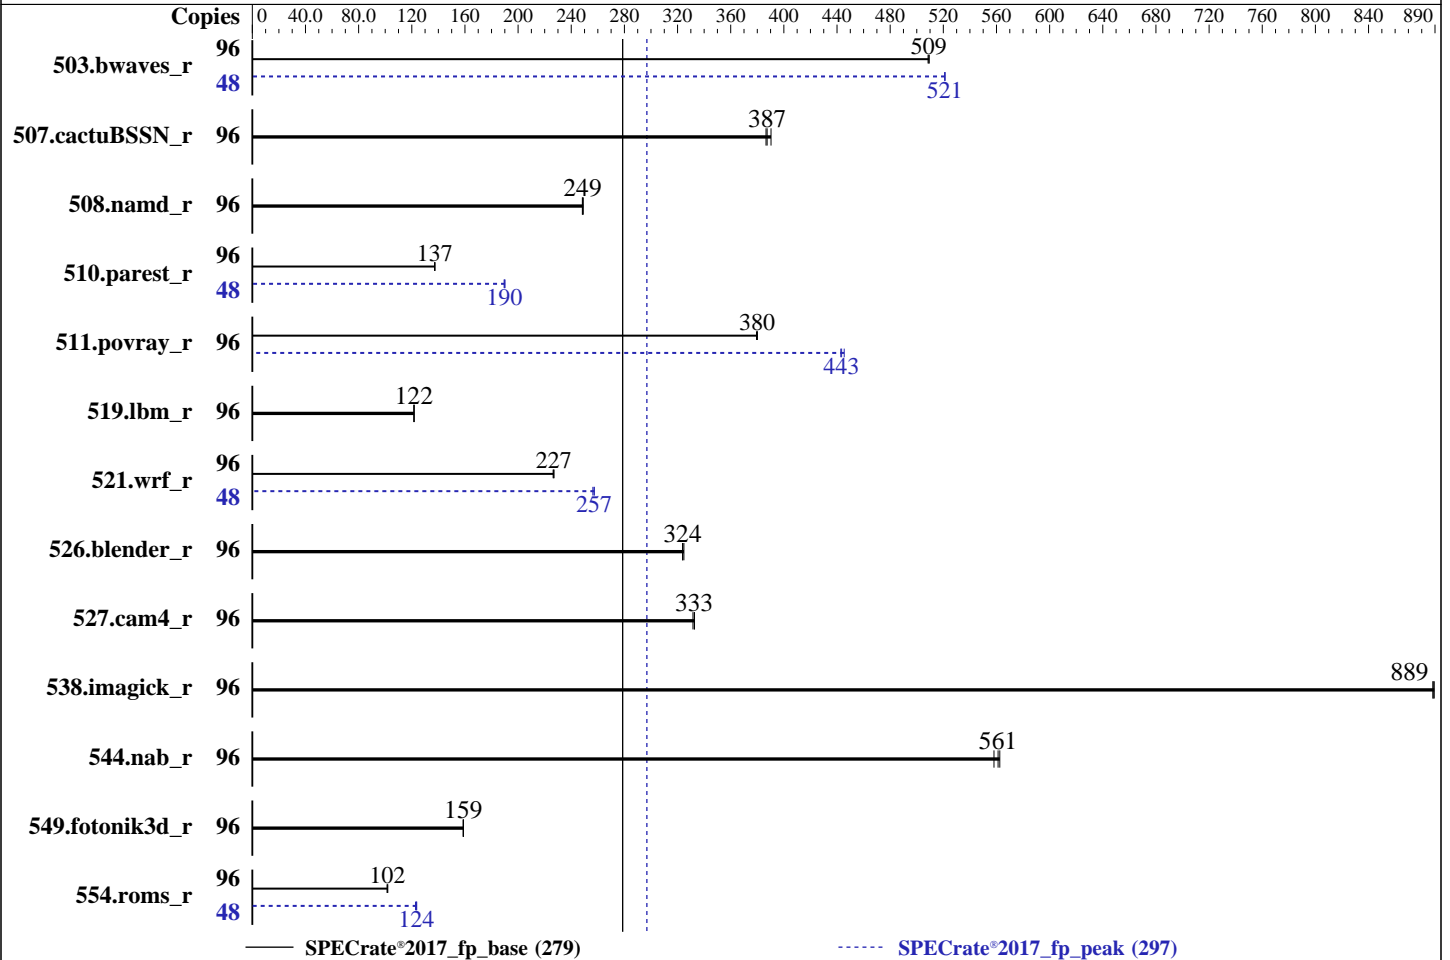 Copies 0 40.0 80.0 120 160 200 240 280 320 360 400 440 480 520 560 600 640 680 720 760 800 840 890
503.bwaves_r 96 509
48 521
507.cactuBSSN_r 96 387
508.namd_r 96 249
510.parest_r 96 137
48 190
511.povray_r 96 380
443
519.lbm_r 96 122
521.wrf_r 96 227
48 257
526.blender_r 96 324
527.cam4_r 96 333
538.imagick_r 96 889
544.nab_r 96 561
549.fotonik3d_r 96 159
554.roms_r 96 102
48 124
SPECrate®2017_fp_base (279) SPECrate®2017_fp_peak (297)